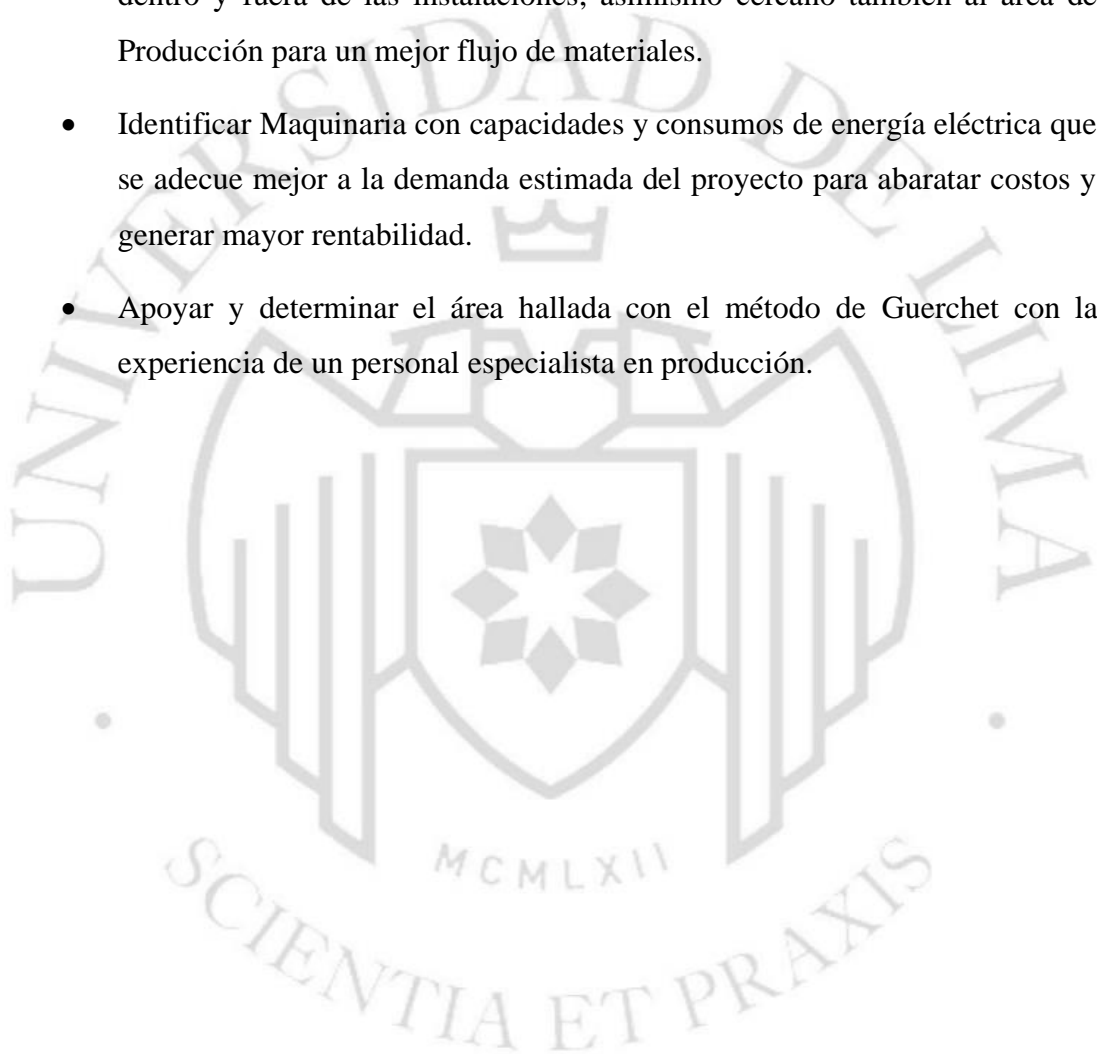 dentro y fuera de las instalaciones, asimismo cercano también al área de
Producción para un mejor flujo de materiales.
• Identificar Maquinaria con capacidades y consumos de energía eléctrica que
se adecue mejor a la demanda estimada del proyecto para abaratar costos y
generar mayor rentabilidad.
• Apoyar y determinar el área hallada con el método de Guerchet con la
experiencia de un personal especialista en producción.
UNIVERSIDAD DE LIMA
MCMLXII
SCIENTIA ET PRAXIS